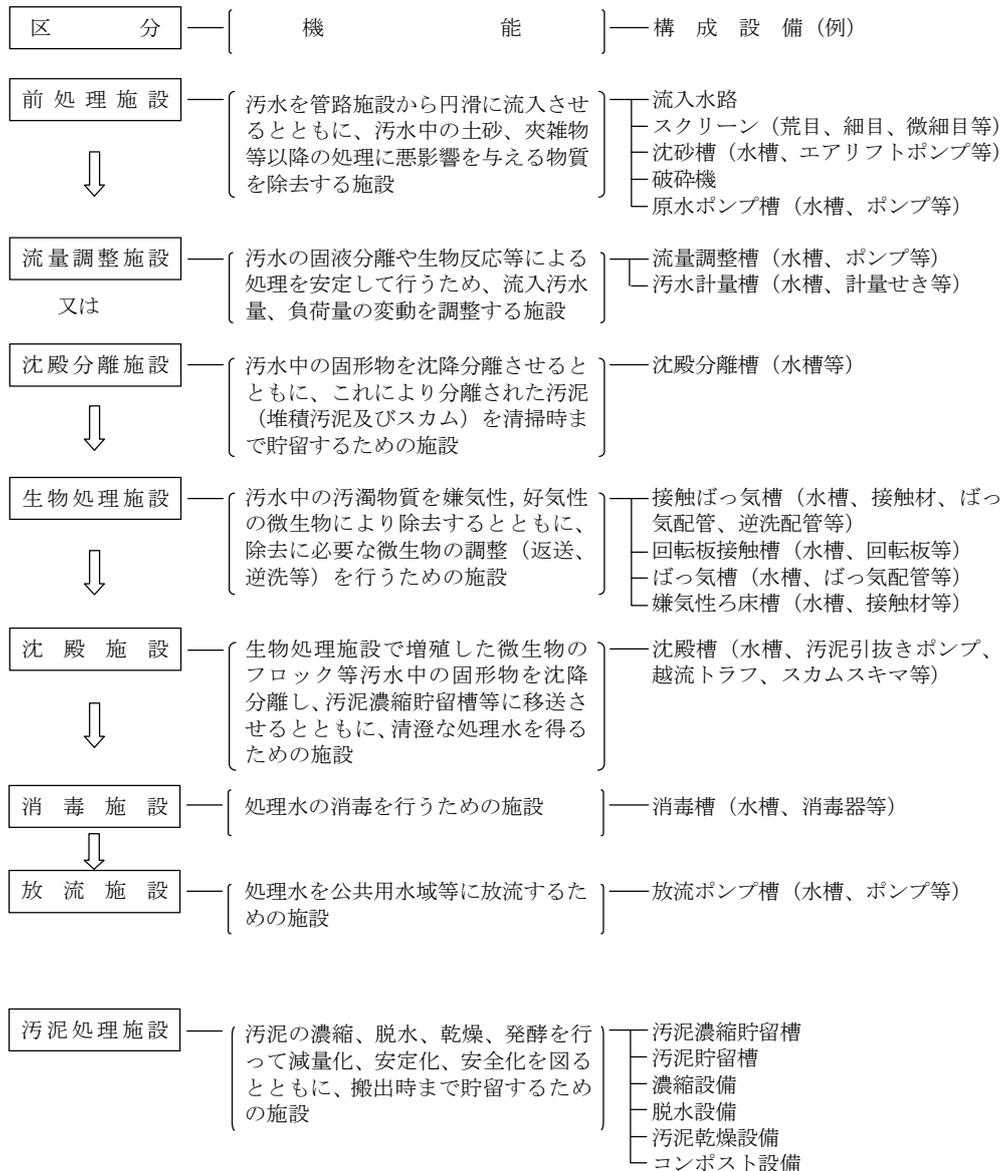 区分 機能 構成設備(例)
前処理施設
汚水を管路施設から円滑に流入させ
るとともに、汚水中の土砂、夾雑物
等以降の処理に悪影響を与える物質
を除去する施設
流入水路
スクリーン(荒目、細目、微細目等)
沈砂槽(水槽、エアリフトポンプ等)
破砕機
原水ポンプ槽(水槽、ポンプ等)
流量調整施設
又は
汚水の固液分離や生物反応等による
処理を安定して行うため、流入汚水
量、負荷量の変動を調整する施設
流量調整槽(水槽、ポンプ等)
汚水計量槽(水槽、計量せき等)
沈殿分離施設
汚水中の固形物を沈降分離させると
ともに、これにより分離された汚泥
(堆積汚泥及びスカム)を清掃時ま
で貯留するための施設
沈殿分離槽(水槽等)
生物処理施設
汚水中の汚濁物質を嫌気性,好気性
の微生物により除去するとともに、
除去に必要な微生物の調整(返送、
逆洗等)を行うための施設
接触ばっ気槽(水槽、接触材、ばっ
気配管、逆洗配管等)
回転板接触槽(水槽、回転板等)
ばっ気槽(水槽、ばっ気配管等)
嫌気性ろ床槽(水槽、接触材等)
沈殿施設
生物処理施設で増殖した微生物の
フロック等汚水中の固形物を沈降
分離し、汚泥濃縮貯留槽等に移送さ
せるとともに、清澄な処理水を得る
ための施設
沈殿槽(水槽、汚泥引抜きポンプ、
越流トラフ、スカムスキマ等)
消毒施設
処理水の消毒を行うための施設
消毒槽(水槽、消毒器等)
放流施設
処理水を公共用水域等に放流するた
めの施設
放流ポンプ槽(水槽、ポンプ等)
汚泥処理施設
汚泥の濃縮、脱水、乾燥、発酵を行
って減量化、安定化、安全化を図る
とともに、搬出時まで貯留するため
の施設
汚泥濃縮貯留槽
汚泥貯留槽
濃縮設備
脱水設備
汚泥乾燥設備
コンポスト設備